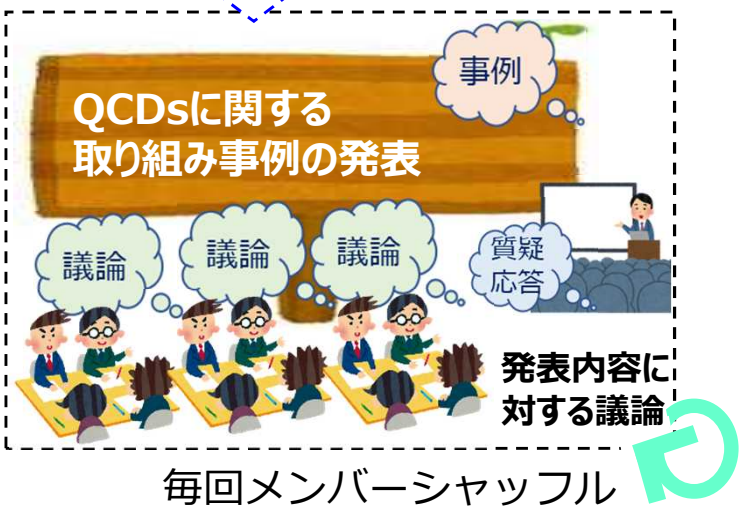 事例
QCDsに関する
取り組み事例の発表
議論
議論
議論
質疑
応答
発表内容に
対する議論
毎回メンバーシャッフル